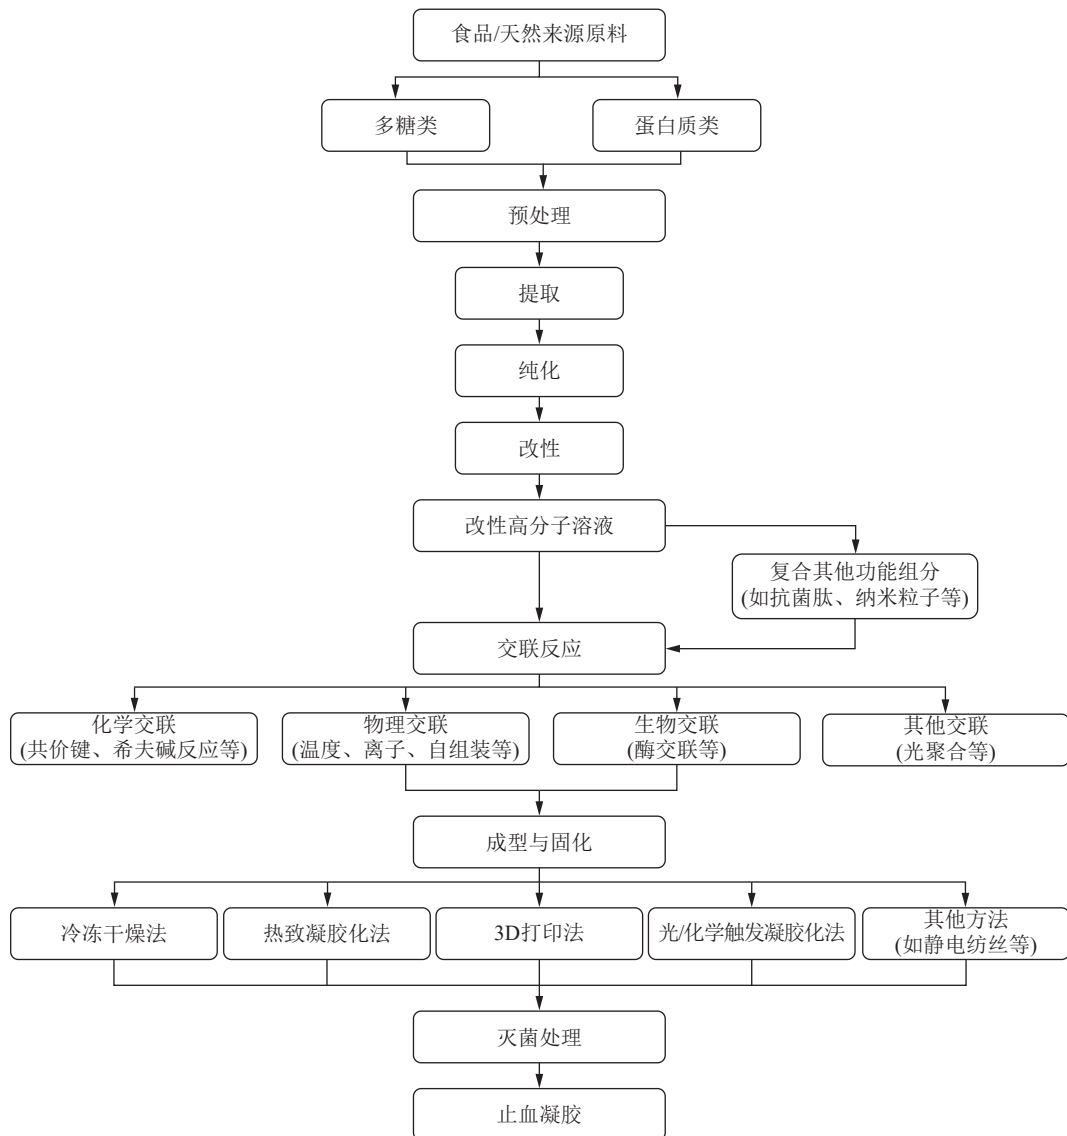 食品/天然来源原料
多糖类
蛋白质类
预处理
提取
纯化
改性
改性高分子溶液
复合其他功能组分
(如抗菌肽、纳米粒子等)
交联反应
化学交联
(共价键、希夫碱反应等)
物理交联
(温度、离子、自组装等)
生物交联
(酶交联等)
其他交联
(光聚合等)
成型与固化
冷冻干燥法
热致凝胶化法
3D打印法
光/化学触发凝胶化法
其他方法
(如静电纺丝等)
灭菌处理
止血凝胶